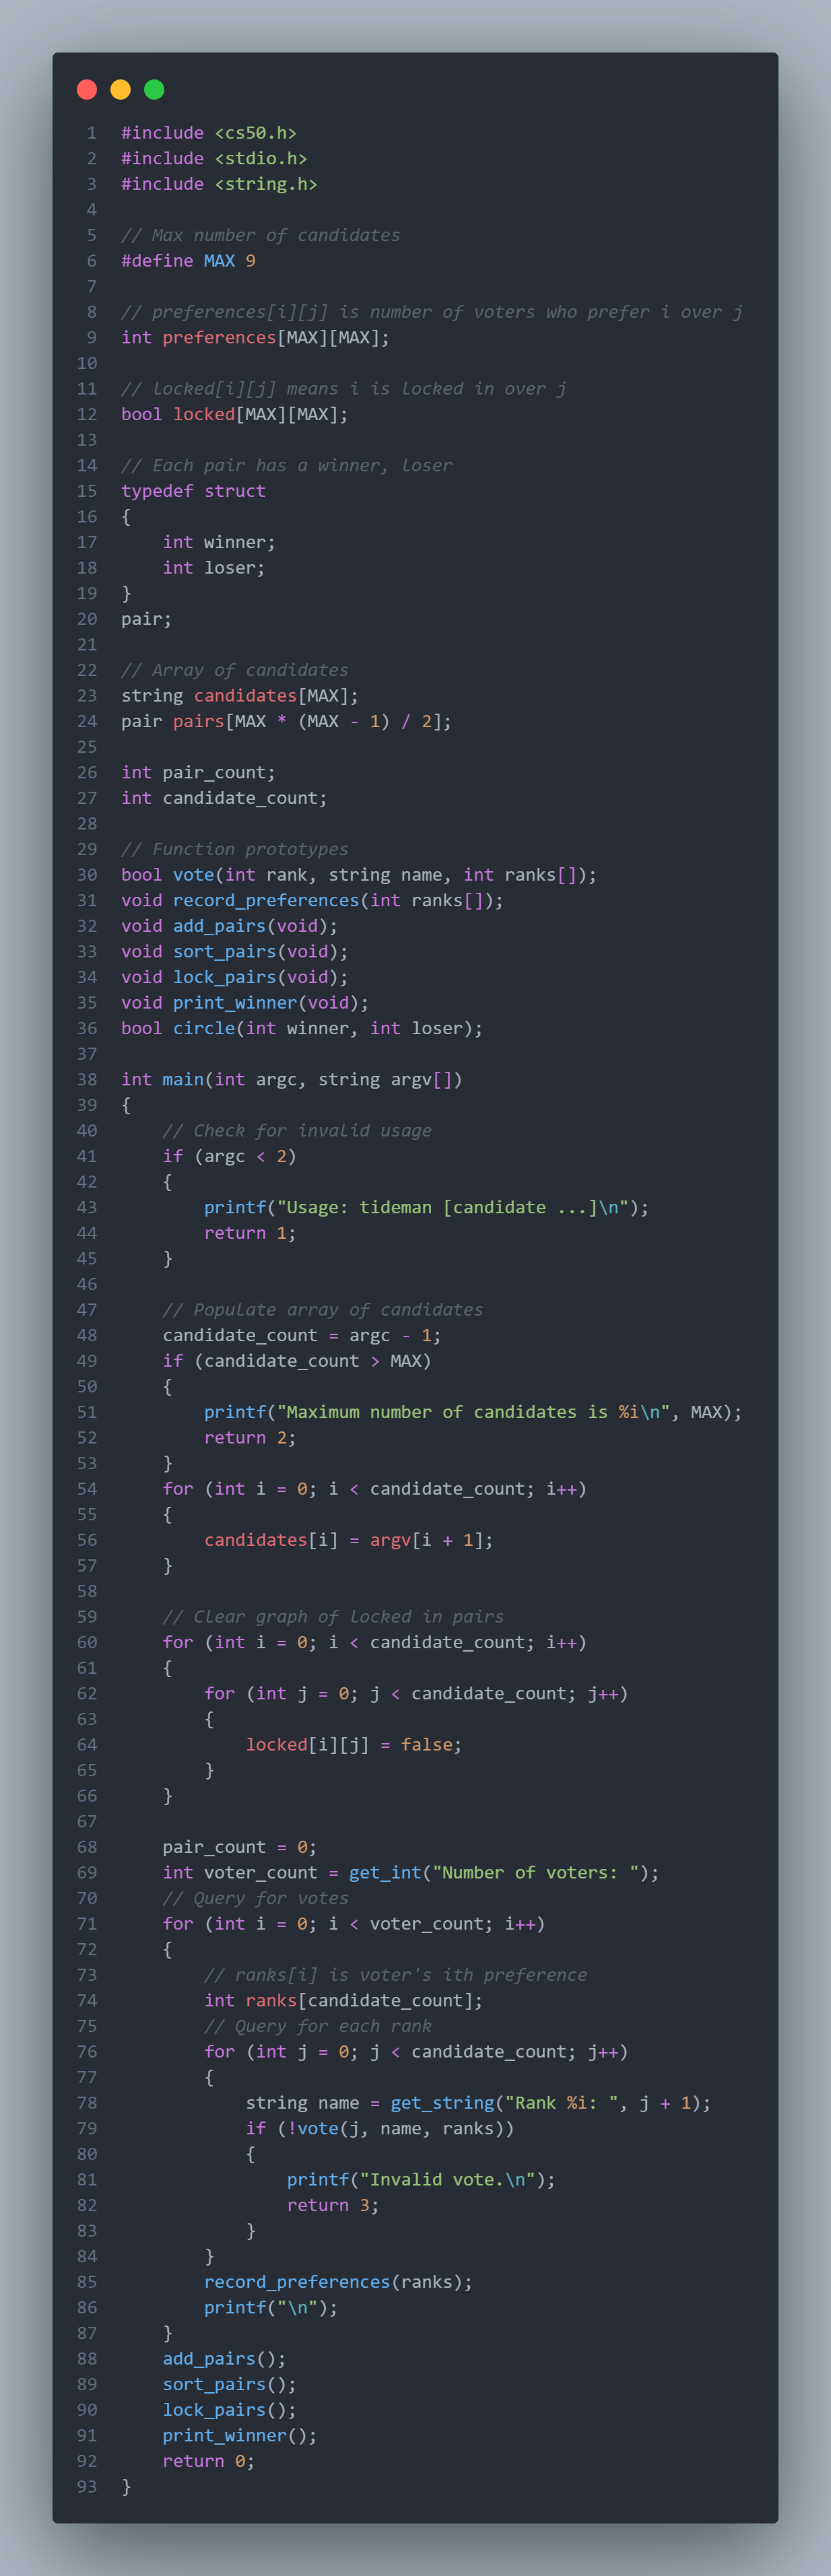 1 #include <cs50.h>
2 #include <stdio.h>
3 #include <string.h>
4
5 // Max number of candidates
6 #define MAX 9
7
8 // preferences[i][j] is number of voters who prefer i over j
9 int preferences[MAX][MAX];
10
11 // locked[i][j] means i is locked in over j
12 bool locked[MAX][MAX];
13
14 // Each pair has a winner, loser
15 typedef struct
16 {
17     int winner;
18     int loser;
19 }
20 pair;
21
22 // Array of candidates
23 string candidates[MAX];
24 pair pairs[MAX * (MAX - 1) / 2];
25
26 int pair_count;
27 int candidate_count;
28
29 // Function prototypes
30 bool vote(int rank, string name, int ranks[]);
31 void record_preferences(int ranks[]);
32 void add_pairs(void);
33 void sort_pairs(void);
34 void lock_pairs(void);
35 void print_winner(void);
36 bool circle(int winner, int loser);
37
38 int main(int argc, string argv[])
39 {
40     // Check for invalid usage
41     if (argc < 2)
42     {
43         printf("Usage: tideman [candidate ...]\n");
44         return 1;
45     }
46
47     // Populate array of candidates
48     candidate_count = argc - 1;
49     if (candidate_count > MAX)
50     {
51         printf("Maximum number of candidates is %i\n", MAX);
52         return 2;
53     }
54     for (int i = 0; i < candidate_count; i++)
55     {
56         candidates[i] = argv[i + 1];
57     }
58
59     // Clear graph of locked in pairs
60     for (int i = 0; i < candidate_count; i++)
61     {
62         for (int j = 0; j < candidate_count; j++)
63         {
64             locked[i][j] = false;
65         }
66     }
67
68     pair_count = 0;
69     int voter_count = get_int("Number of voters: ");
70     // Query for votes
71     for (int i = 0; i < voter_count; i++)
72     {
73         // ranks[i] is voter's ith preference
74         int ranks[candidate_count];
75         // Query for each rank
76         for (int j = 0; j < candidate_count; j++)
77         {
78             string name = get_string("Rank %i: ", j + 1);
79             if (!vote(j, name, ranks))
80             {
81                 printf("Invalid vote.\n");
82                 return 3;
83             }
84         }
85         record_preferences(ranks);
86         printf("\n");
87     }
88     add_pairs();
89     sort_pairs();
90     lock_pairs();
91     print_winner();
92     return 0;
93 }